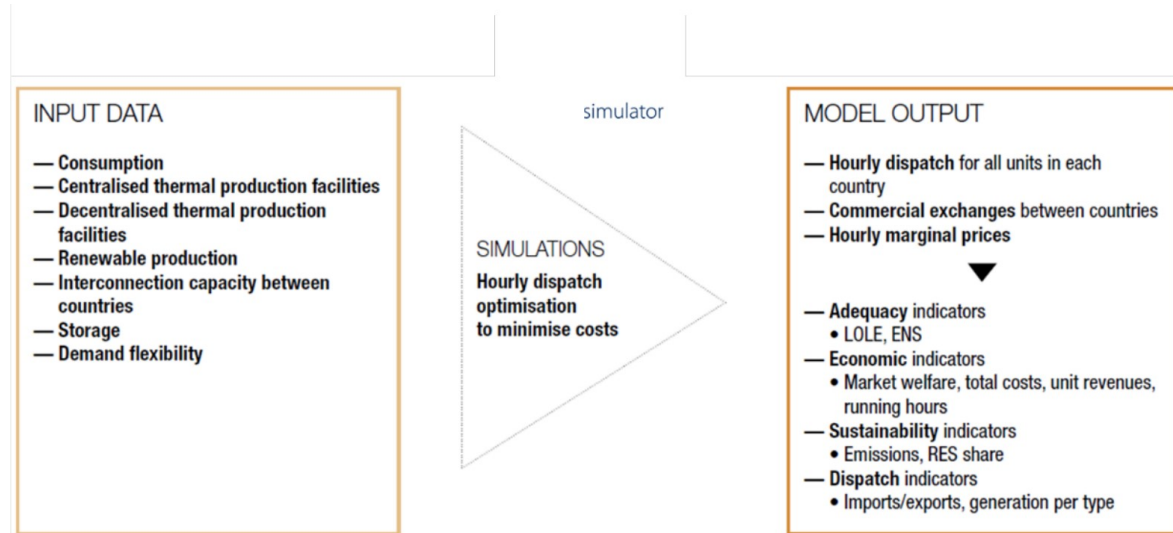 INPUT DATA
— Consumption
— Centralised thermal production facilities
— Decentralised thermal production
facilities
— Renewable production
— Interconnection capacity between
countries
— Storage
— Demand flexibility
simulator
SIMULATIONS
Hourly dispatch
optimisation
to minimise costs
MODEL OUTPUT
— Hourly dispatch for all units in each
country
— Commercial exchanges between countries
— Hourly marginal prices
— Adequacy indicators
• LOLE, ENS
— Economic indicators
• Market welfare, total costs, unit revenues,
running hours
— Sustainability indicators
• Emissions, RES share
— Dispatch indicators
• Imports/exports, generation per type